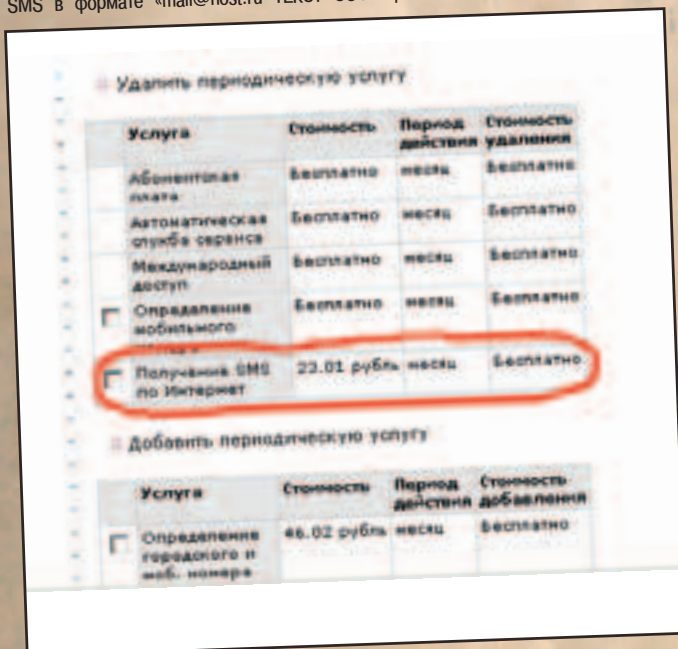 SMS в формате «mail@host.ru ТЕКСТ
Удалить периодическую услугу
Услуга Стоимость Период действия Стоимость удаления
Абонентская плата Бесплатно месяц Бесплатно
Автоматическая служба сервиса Бесплатно месяц Бесплатно
Международный доступ Бесплатно месяц Бесплатно
Определение мобильного Бесплатно месяц Бесплатно
Получение SMS по Интернет 23.01 рубль месяц Бесплатно
Добавить периодическую услугу
Услуга Стоимость Период действия Стоимость добавления
Определение городского и моб. номера 46.02 рубль месяц Бесплатно